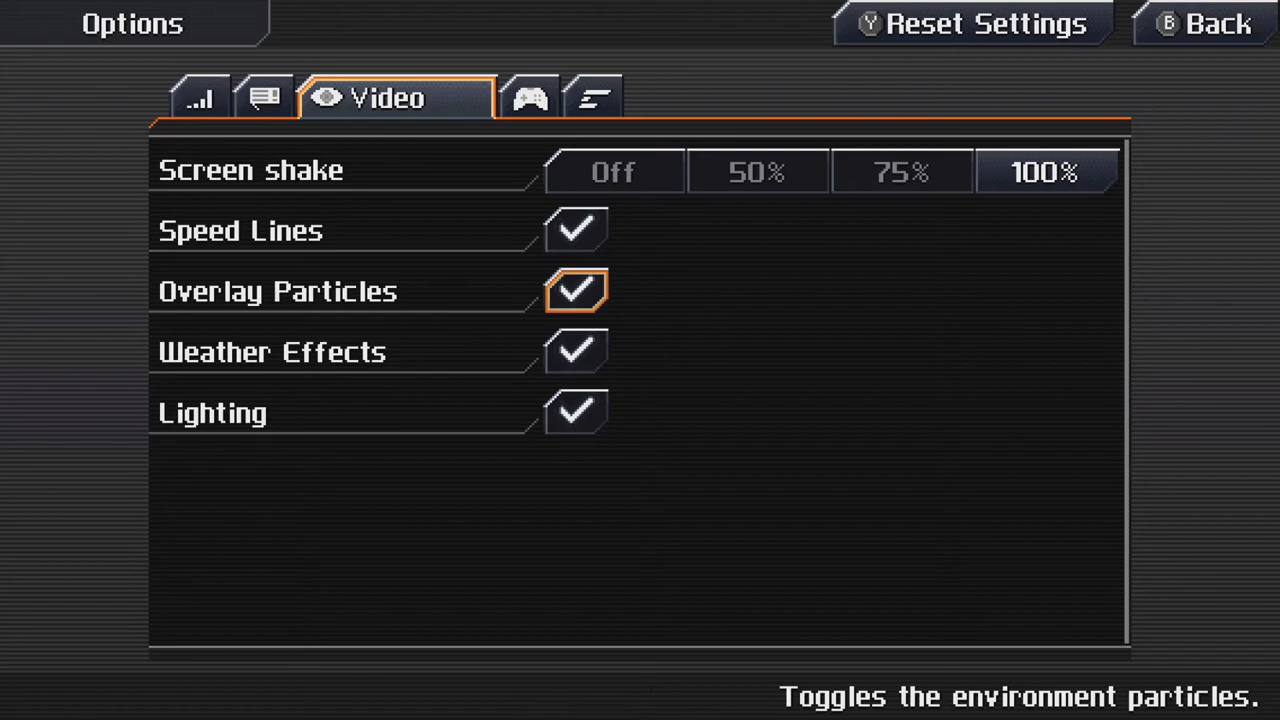 Options
Y Reset Settings
B Back
Video
Screen shake Off 50% 75% 100%
Speed Lines
Overlay Particles
Weather Effects
Lighting
Toggles the environment particles.